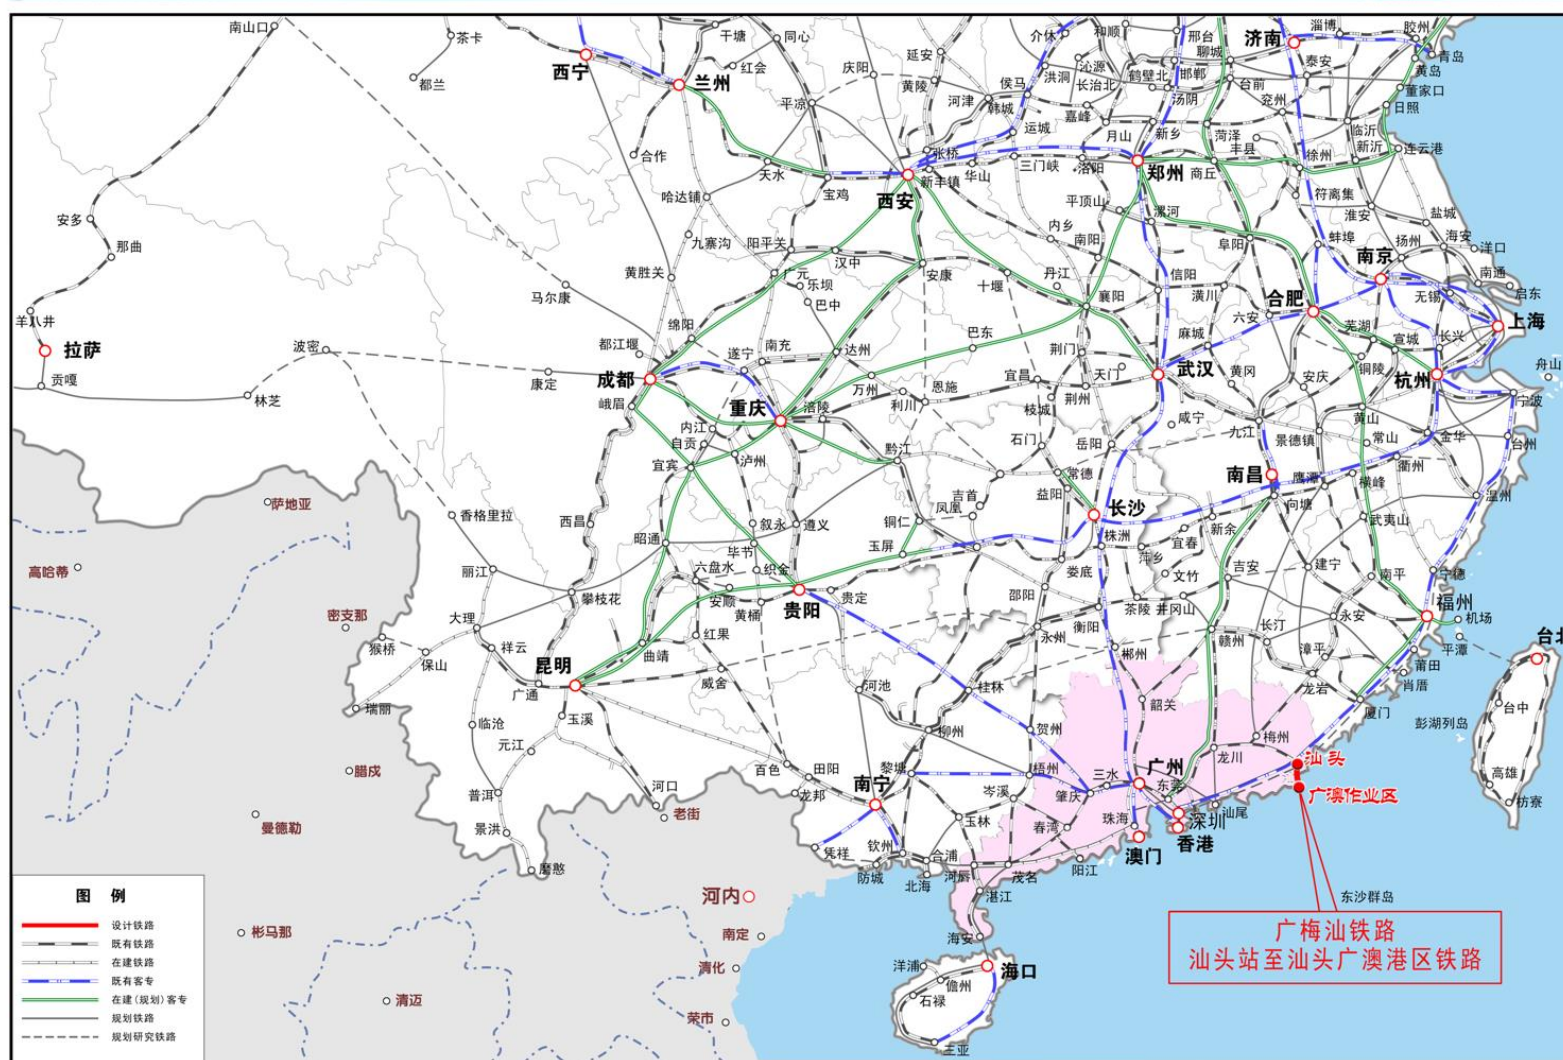 南山口
茶卡
干塘
同心
延安
介休
和顺
邢台
聊城
济南
淄博
胶州
青岛
西宁
都兰
兰州
红会
庆阳
黄陵
侯马
洪洞
沁源
鹤壁北
邯郸
泰安
黄岛
平凉
河津
韩城
长治北
汤阴
台前
兖州
董家口
日照
嘉峰
运城
月山
新乡
菏泽
丰县
临沂
合作
天水
宝鸡
张桥
西安
新丰镇
华山
三门峡
洛阳
郑州
商丘
徐州
新沂
连云港
哈达铺
平顶山
漯河
符离集
淮安
盐城
安多
那曲
九寨沟
阳平关
汉中
安康
内乡
南阳
阜阳
蚌埠
扬州
海安
洋口
黄胜关
广元
乐坝
巴中
十堰
丹江
襄阳
信阳
潢川
合肥
南京
南通
启东
马尔康
羊八井
拉萨
绵阳
六安
无锡
上海
波密
都江堰
遂宁
南充
达州
巴东
荆门
麻城
芜湖
宣城
长兴
贡嘎
林芝
康定
成都
万州
利川
恩施
宜昌
天门
武汉
黄冈
安庆
铜陵
杭州
舟山
峨眉
重庆
涪陵
枝城
荆州
咸宁
九江
黄山
宁波
内江
自贡
黔江
石门
岳阳
景德镇
常山
金华
台州
宜宾
泸州
常德
南昌
鹰潭
横峰
衢州
萨地亚
香格里拉
西昌
叙永
遵义
铜仁
吉首
凤凰
益阳
长沙
向塘
温州
昭通
毕节
玉屏
株洲
新余
武夷山
高哈蒂
丽江
六盘水
织金
娄底
萍乡
宜春
文竹
吉安
建宁
南平
宁德
攀枝花
安顺
贵阳
贵定
邵阳
茶陵
井冈山
福州
机场
密支那
大理
黄桶
衡阳
永安
猴桥
保山
祥云
红果
永州
赣州
长汀
平潭
昆明
曲靖
郴州
漳平
莆田
台北
广通
威舍
河池
桂林
龙岩
肖厝
瑞丽
临沧
玉溪
韶关
厦门
台中
元江
柳州
贺州
梅州
彭湖列岛
腊戍
百色
田阳
黎塘
梧州
广州
龙川
汕头
普洱
河口
龙邦
南宁
岑溪
肇庆
三水
东莞
广澳作业区
高雄
曼德勒
景洪
老街
玉林
春湾
珠海
深圳
汕尾
枋寮
磨憨
凭祥
钦州
合浦
澳门
香港
防城
北海
河唇
茂名
阳江
河内
湛江
东沙群岛
彬马那
南定
海安
广梅汕铁路
汕头站至汕头广澳港区铁路
清化
洋浦
海口
清迈
儋州
石禄
荣市
三亚
图 例
设计铁路
既有铁路
在建铁路
既有客专
在建(规划)客专
规划铁路
规划研究铁路